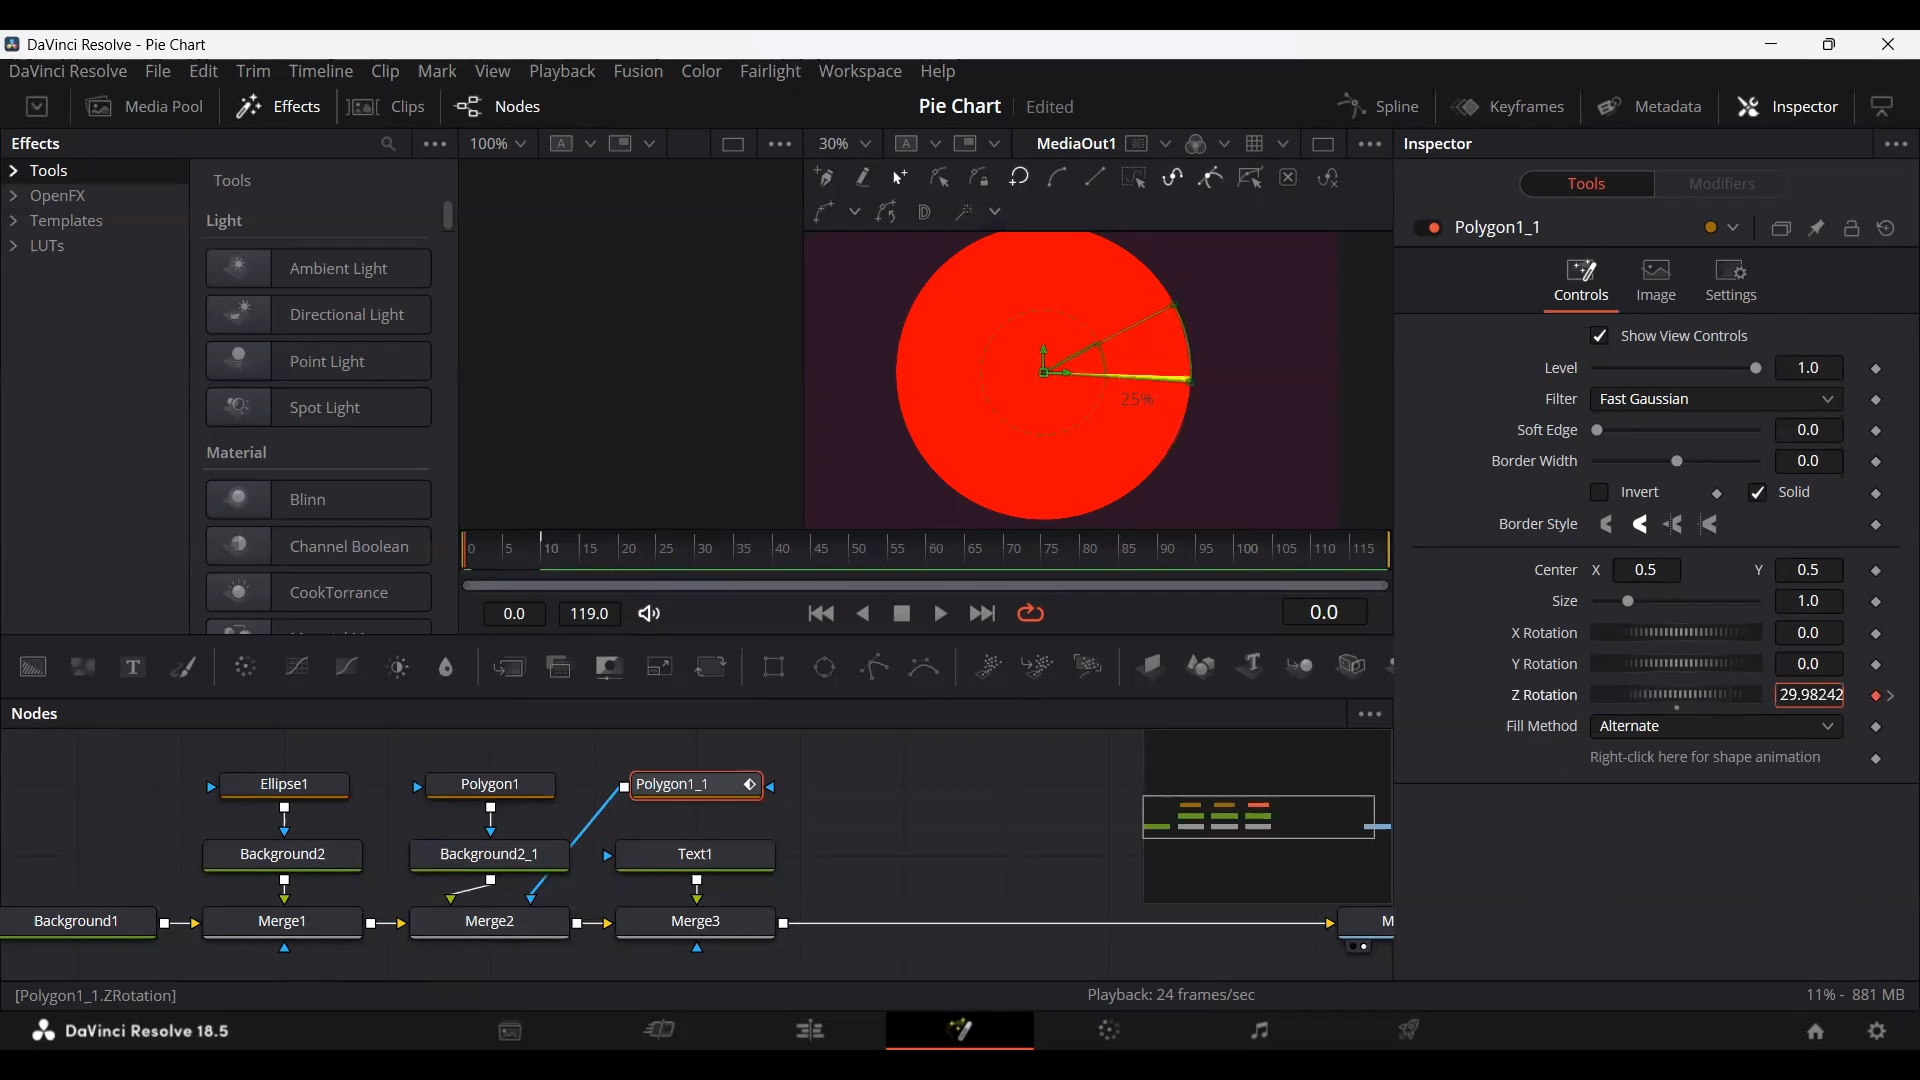 DaVinci Resolve - Pie Chart
DaVinci Resolve File Edit Trim Timeline Clip Mark View Playback Fusion Color Fairlight Workspace Help
Media Pool Effects Clips Nodes Pie Chart Edited Spline Keyframes Metadata Inspector
Effects 100% A 30% A MediaOut1 Inspector
Tools
OpenFX
Templates
LUTs
Tools
Light
Ambient Light
Directional Light
Point Light
Spot Light
Material
Blinn
Channel Boolean
CookTorrance
25%
0 5 10 15 20 25 30 35 40 45 50 55 60 65 70 75 80 85 90 95 100 105 110 115
0.0 119.0 0.0
Tools Modifiers
Polygon1_1
Controls Image Settings
Show View Controls
Level 1.0
Filter Fast Gaussian
Soft Edge 0.0
Border Width 0.0
Invert Solid
Border Style
Center X 0.5 Y 0.5
Size 1.0
X Rotation 0.0
Y Rotation 0.0
Z Rotation 29.98242
Fill Method Alternate
Right-click here for shape animation
Nodes
Ellipse1 Polygon1 Polygon1_1
Background2 Background2_1 Text1
Background1 Merge1 Merge2 Merge3 M
[Polygon1_1.ZRotation] Playback: 24 frames/sec 11% - 881 MB
DaVinci Resolve 18.5